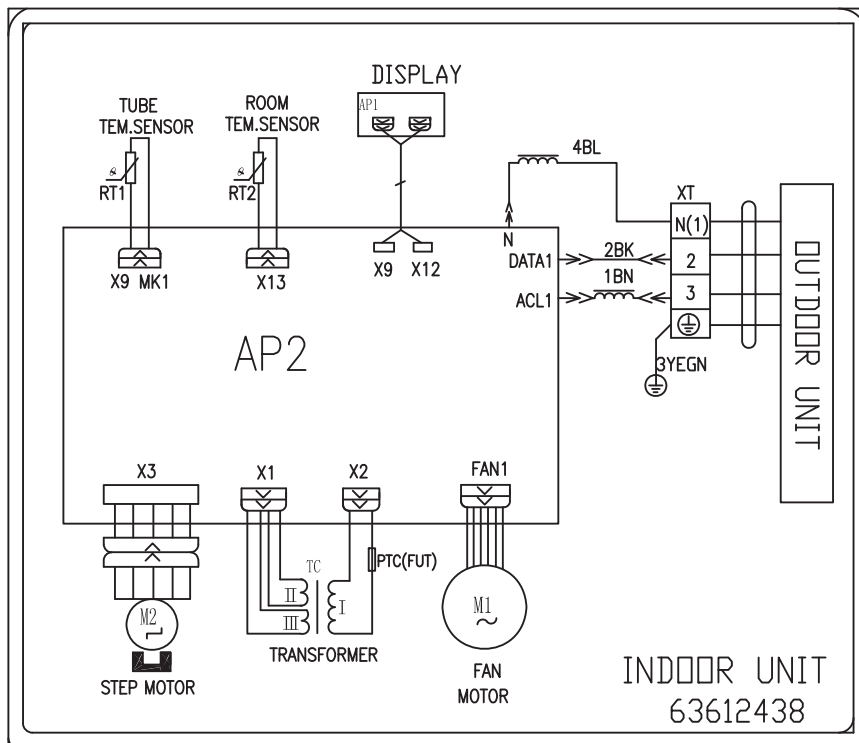 DISPLAY
AP1
TUBE
TEM.SENSOR
ROOM
TEM.SENSOR
RT1
RT2
4BL
XT
N(1)
N
X9 MK1
X13
X9
X12
DATA1
2BK
2
1BN
ACL1
3
3YEGN
OUTDOOR UNIT
AP2
X3
X1
X2
FAN1
PTC(FUT)
TC
II
III
I
M2
M1
~
TRANSFORMER
STEP MOTOR
FAN
MOTOR
INDOOR UNIT
63612438